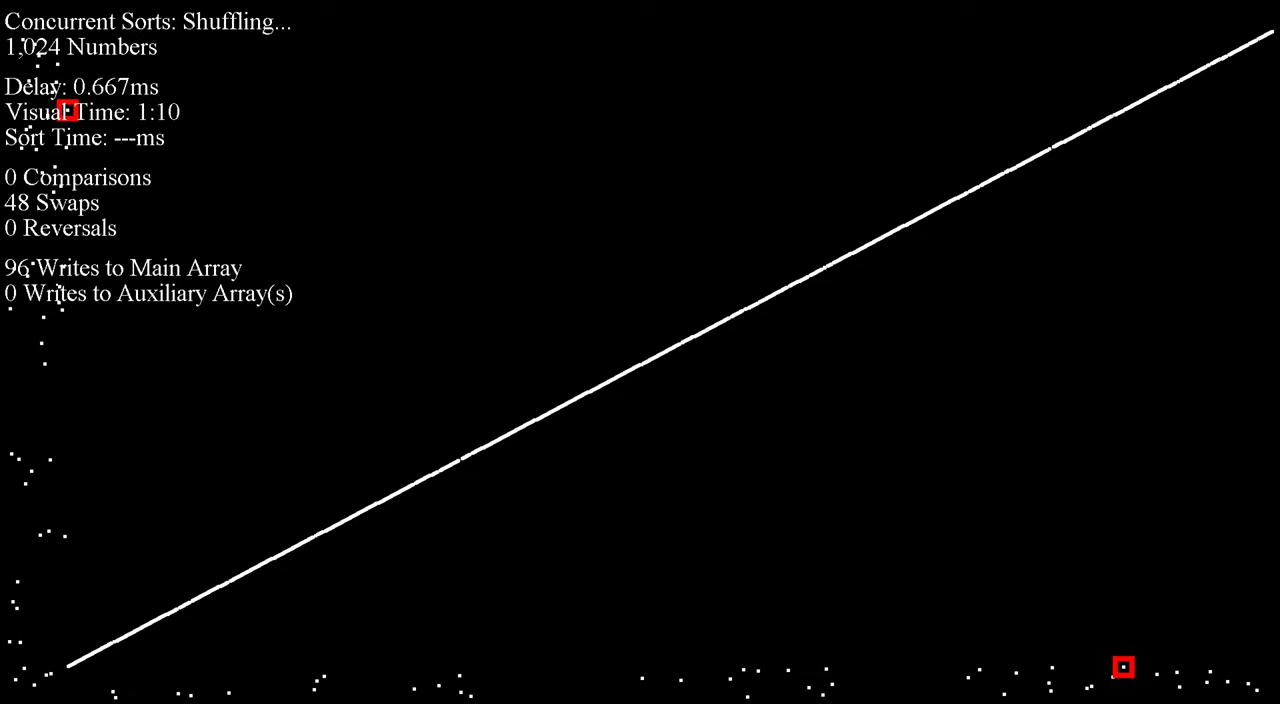 Concurrent Sorts: Shuffling...
1,024 Numbers
Delay: 0.667ms
Visual Time: 1:10
Sort Time: ---ms
0 Comparisons
48 Swaps
0 Reversals
96 Writes to Main Array
0 Writes to Auxiliary Array(s)